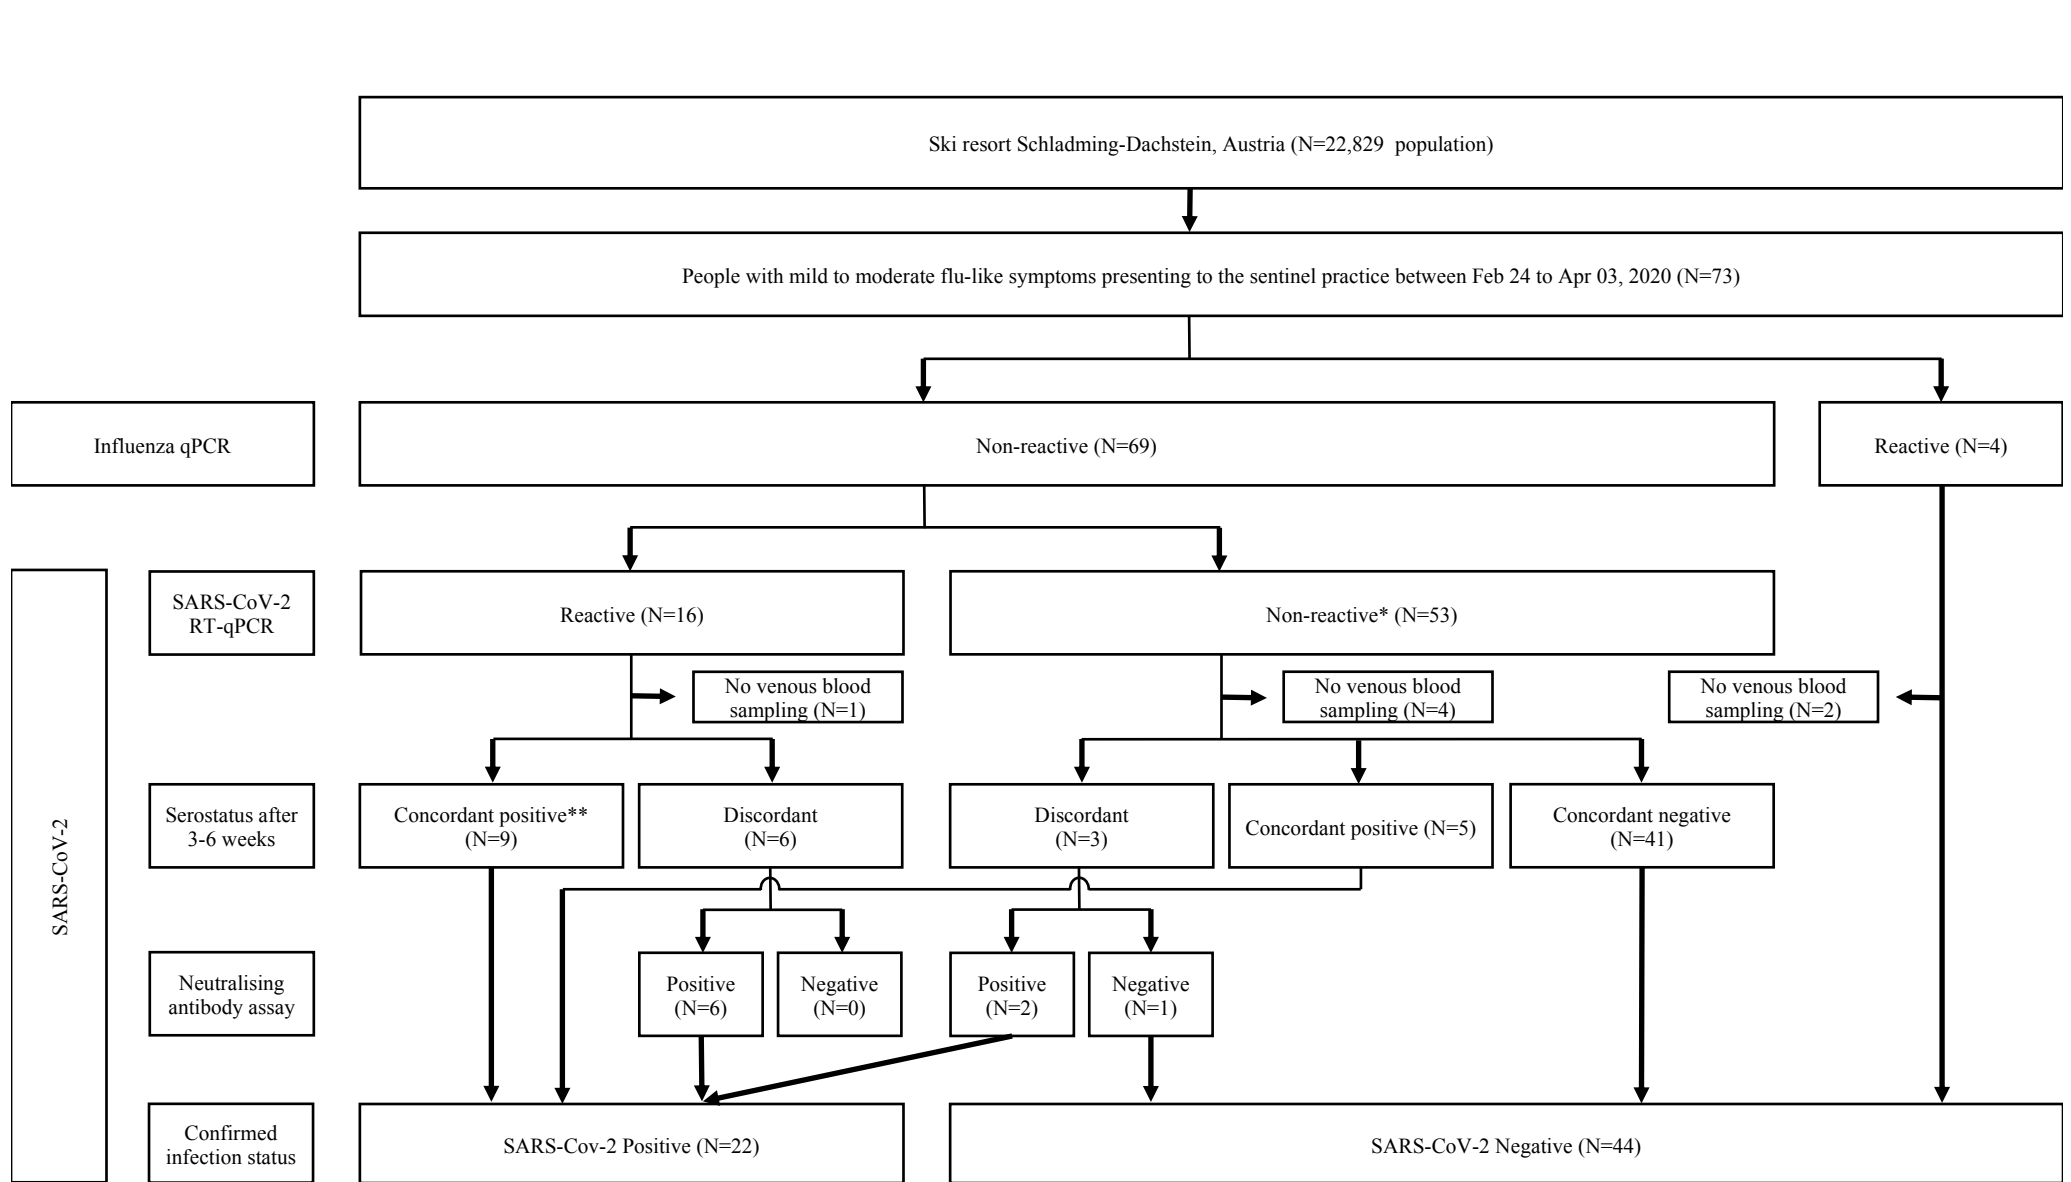 Ski resort Schladming-Dachstein, Austria (N=22,829 population)
People with mild to moderate flu-like symptoms presenting to the sentinel practice between Feb 24 to Apr 03, 2020 (N=73)
Influenza qPCR
Non-reactive (N=69)
Reactive (N=4)
SARS-CoV-2
SARS-CoV-2
RT-qPCR
Reactive (N=16)
Non-reactive* (N=53)
No venous blood
sampling (N=1)
No venous blood
sampling (N=4)
No venous blood
sampling (N=2)
Serostatus after
3-6 weeks
Concordant positive**
(N=9)
Discordant
(N=6)
Discordant
(N=3)
Concordant positive (N=5)
Concordant negative
(N=41)
Neutralising
antibody assay
Positive
(N=6)
Negative
(N=0)
Positive
(N=2)
Negative
(N=1)
Confirmed
infection status
SARS-Cov-2 Positive (N=22)
SARS-CoV-2 Negative (N=44)